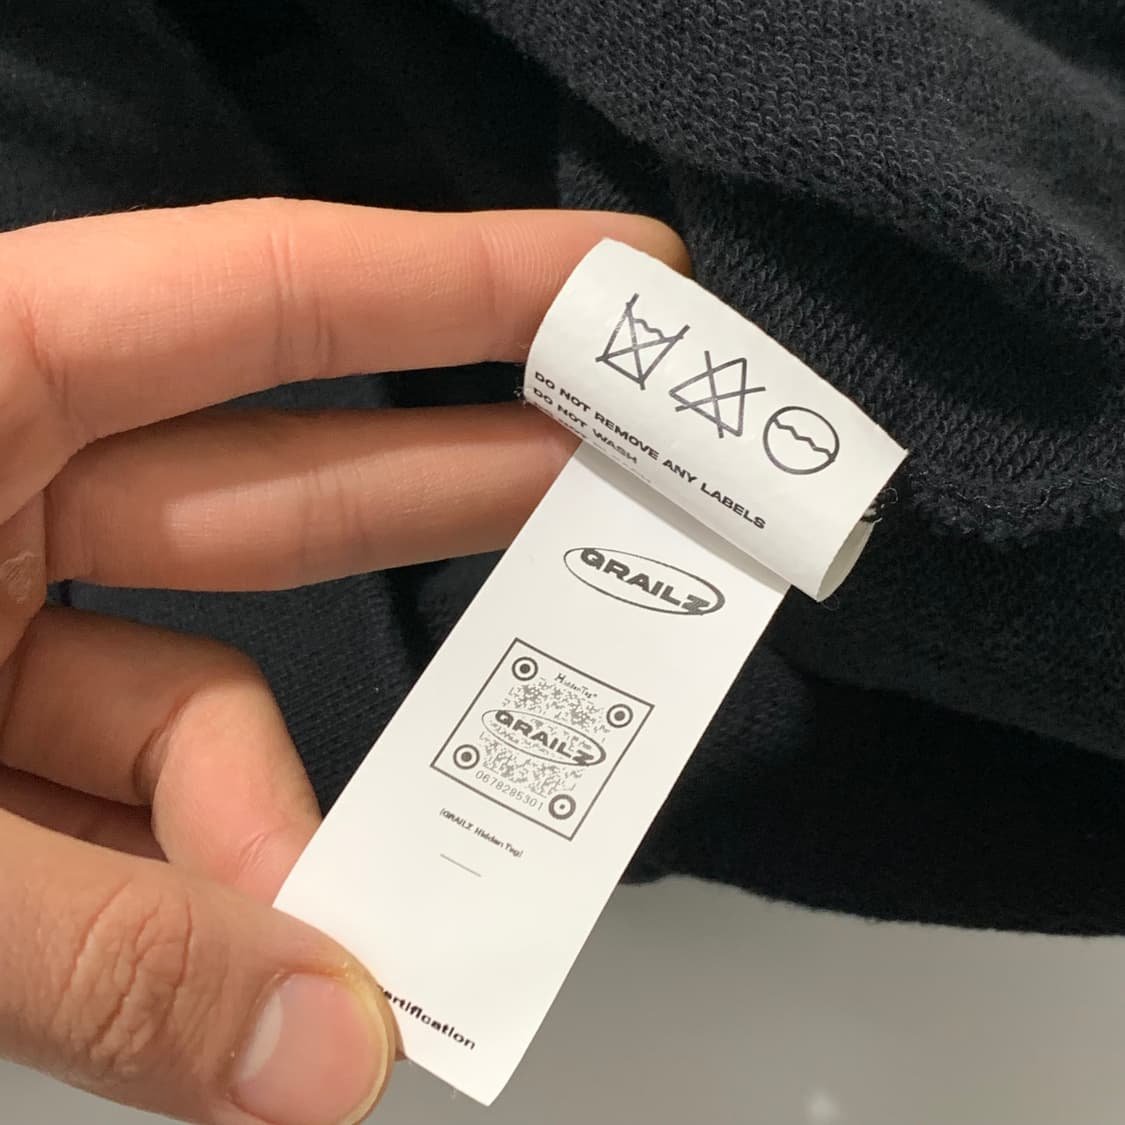 DO NOT REMOVE ANY LABELS
DO NOT WASH
GRAILZ
HiddenTag
GRAILZ
0678285301
(GRAILZ Hidden Tag)